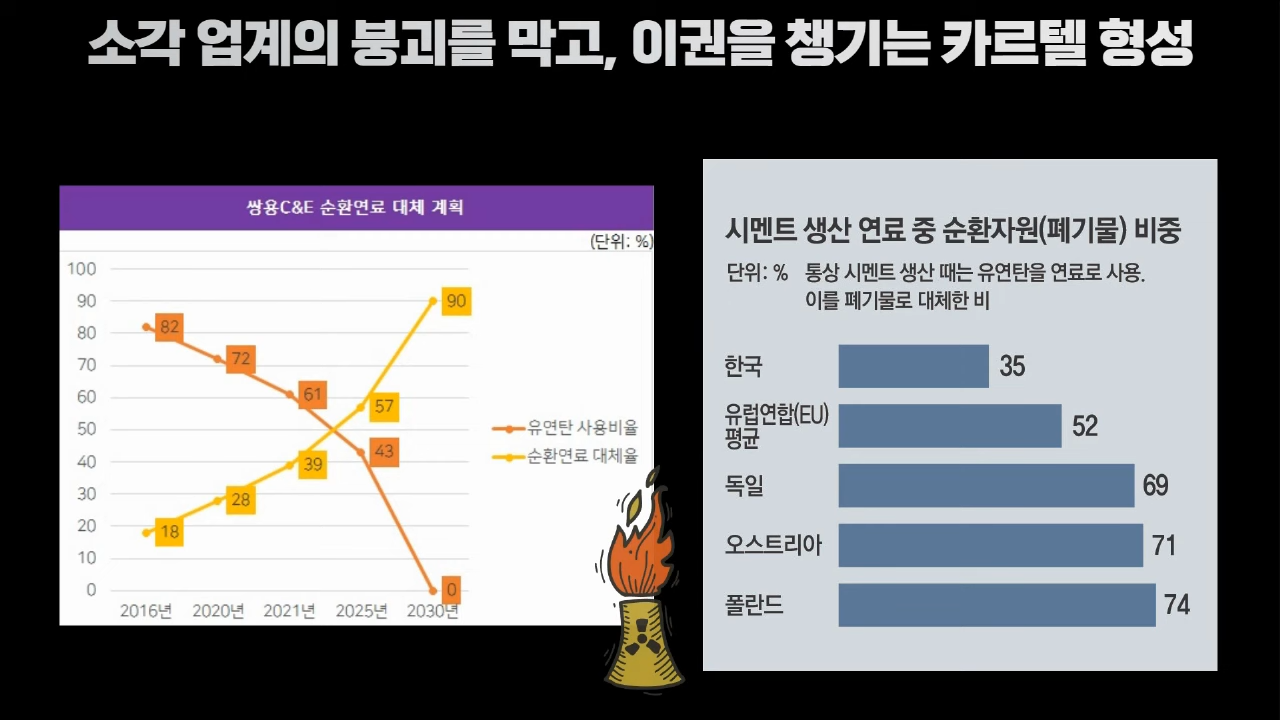 소각 업계의 붕괴를 막고, 이권을 챙기는 카르텔 형성
쌍용C&E 순환연료 대체 계획
(단위: %)
100
90
80
70
60
50
40
30
20
10
0
82
72
61
43
0
18
28
39
57
90
2016년 2020년 2021년 2025년 2030년
유연탄 사용비율
순환연료 대체율
시멘트 생산 연료 중 순환자원(폐기물) 비중
단위: % 통상 시멘트 생산 때는 유연탄을 연료로 사용.
이를 폐기물로 대체한 비
한국 35
유럽연합(EU)
평균 52
독일 69
오스트리아 71
폴란드 74